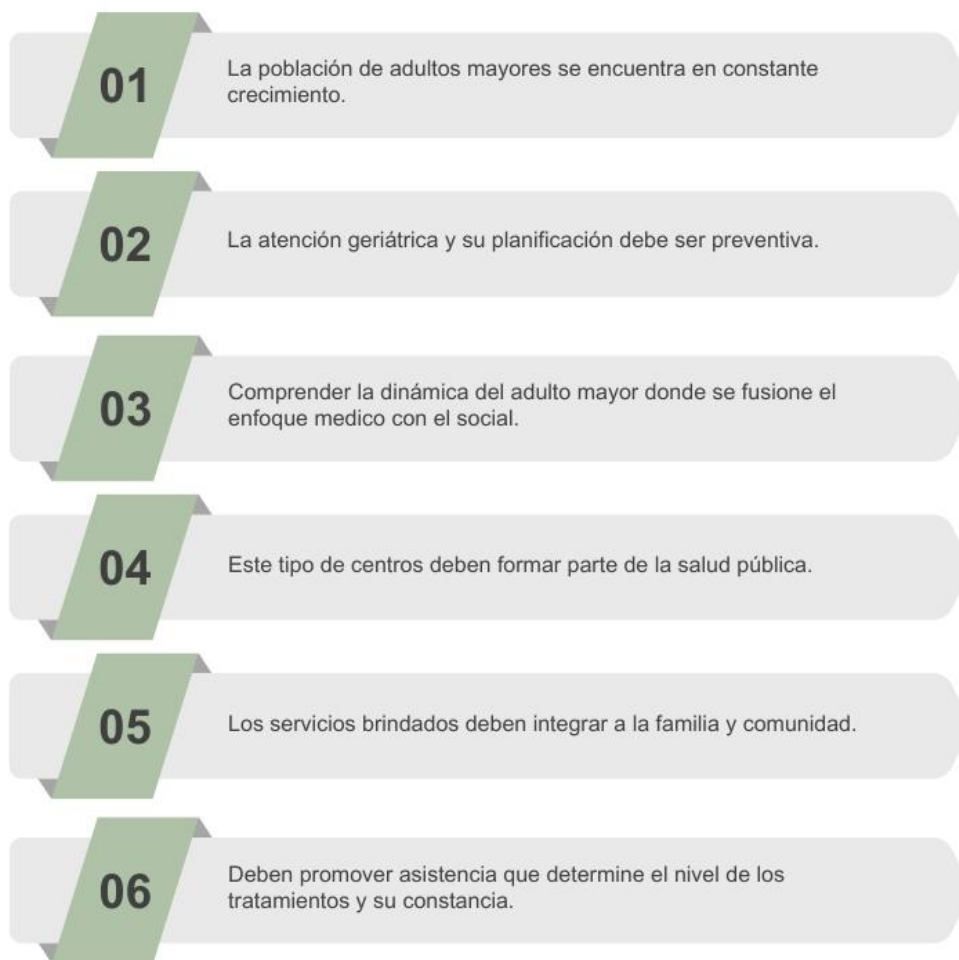 01
La población de adultos mayores se encuentra en constante
crecimiento.
02
La atención geriátrica y su planificación debe ser preventiva.
03
Comprender la dinámica del adulto mayor donde se fusione el
enfoque medico con el social.
04
Este tipo de centros deben formar parte de la salud pública.
05
Los servicios brindados deben integrar a la familia y comunidad.
06
Deben promover asistencia que determine el nivel de los
tratamientos y su constancia.